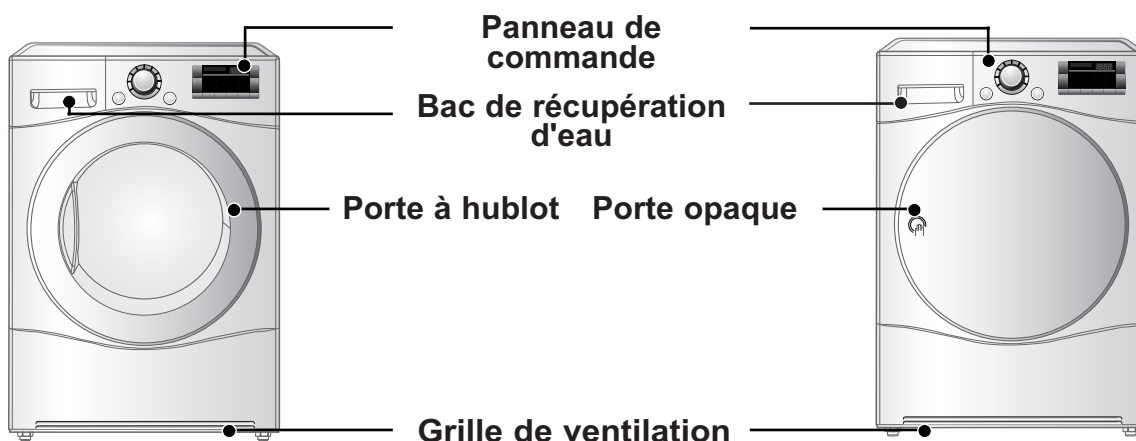 Panneau de
commande
Bac de récupération
d'eau
Porte à hublot
Porte opaque
Grille de ventilation